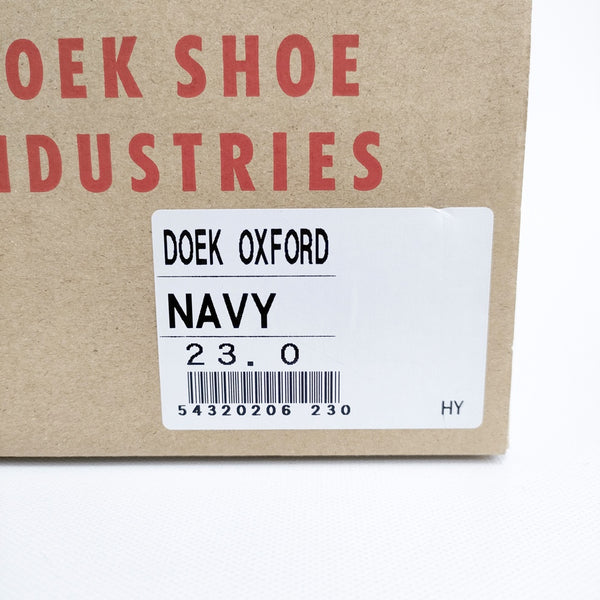 OEK SHOE
NDUSTRIES
DOEK OXFORD
NAVY
23.0
54320206 230
HY